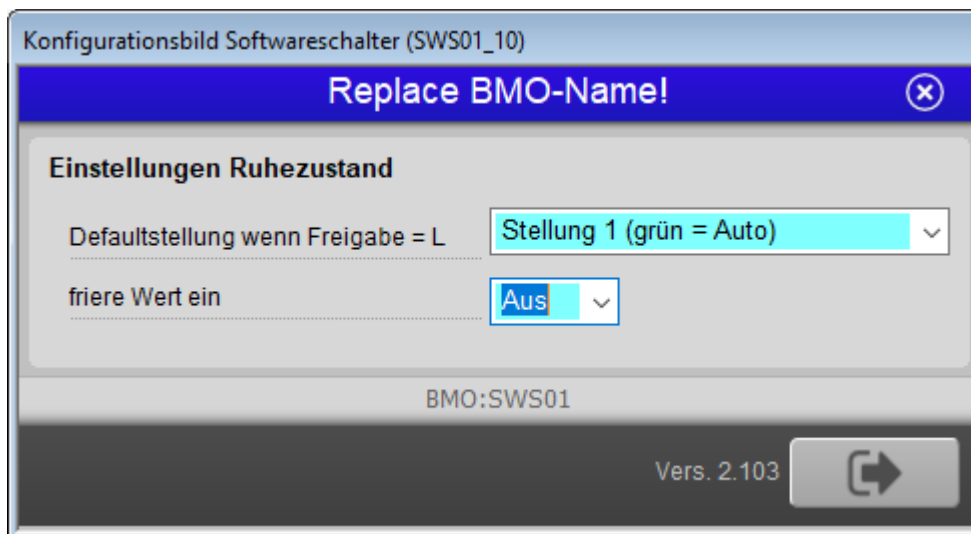 Konfigurationsbild Softwareschalter (SWS01_10)
Replace BMO-Name!
Einstellungen Ruhezustand
Defaultstellung wenn Freigabe = L
Stellung 1 (grün = Auto)
friere Wert ein
Aus
BMO:SWS01
Vers. 2.103